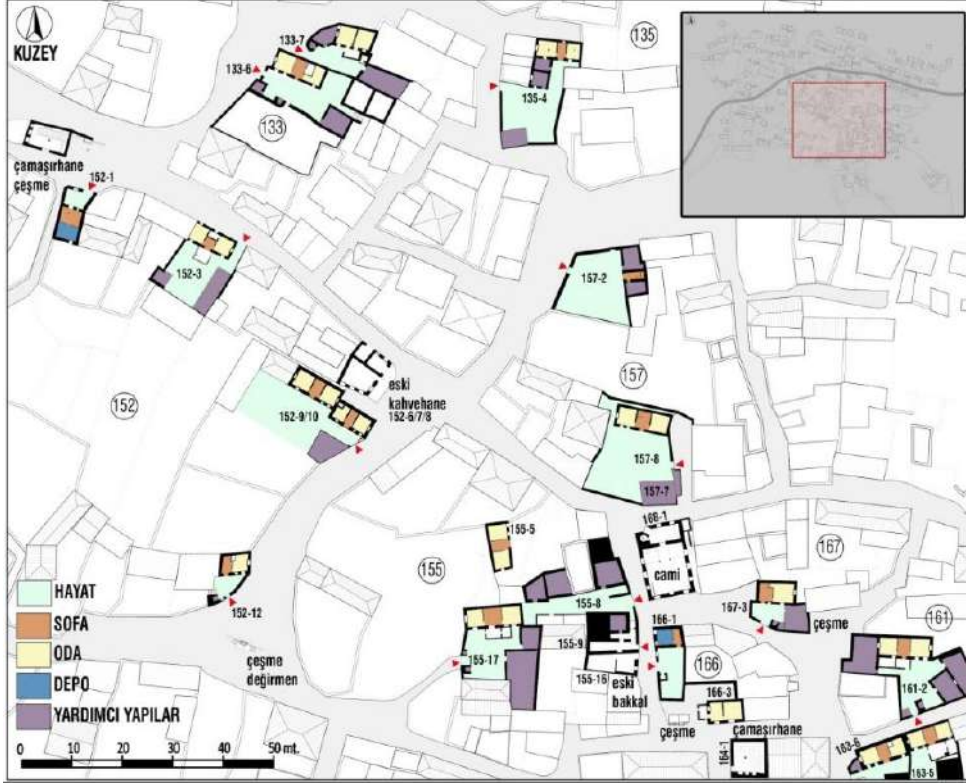 KUZEY
133-7
133-6
133
135
135-4
çamaşırhane
çeşme
152-1
152-3
152
157-2
157
eski
kahvehane
152-6/7/8
152-9/10
157-8
157-7
152-12
155
155-5
168-1
cami
167
155-8
155-9
155-16
155-17
eski
bakkal
166-1
166
166-3
167-3
çeşme
161
161-2
çeşme
değirmen
çeşme
çamaşırhane
164-1
163-6
163-5
HAYAT
SOFA
ODA
DEPO
YARDIMCI YAPILAR
0 10 20 30 40 50 mt.